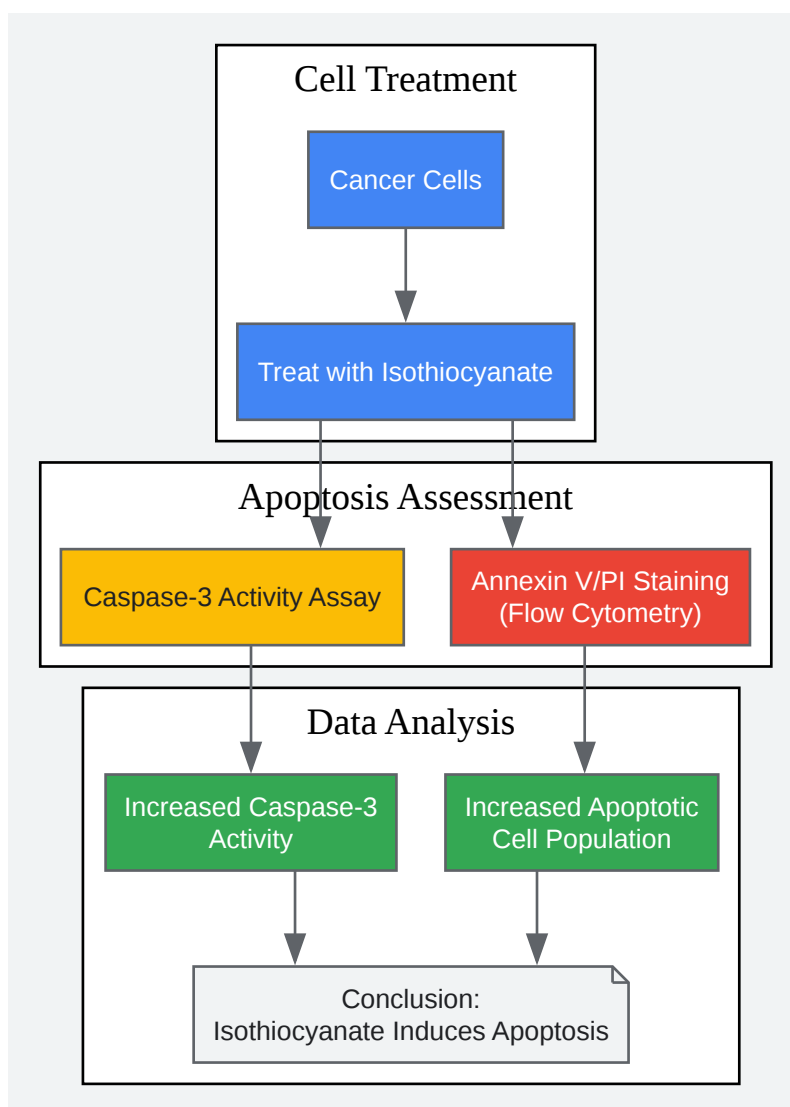 Cell Treatment
Cancer Cells
Treat with Isothiocyanate
Apoptosis Assessment
Caspase-3 Activity Assay
Annexin V/PI Staining
(Flow Cytometry)
Data Analysis
Increased Caspase-3
Activity
Increased Apoptotic
Cell Population
Conclusion:
Isothiocyanate Induces Apoptosis